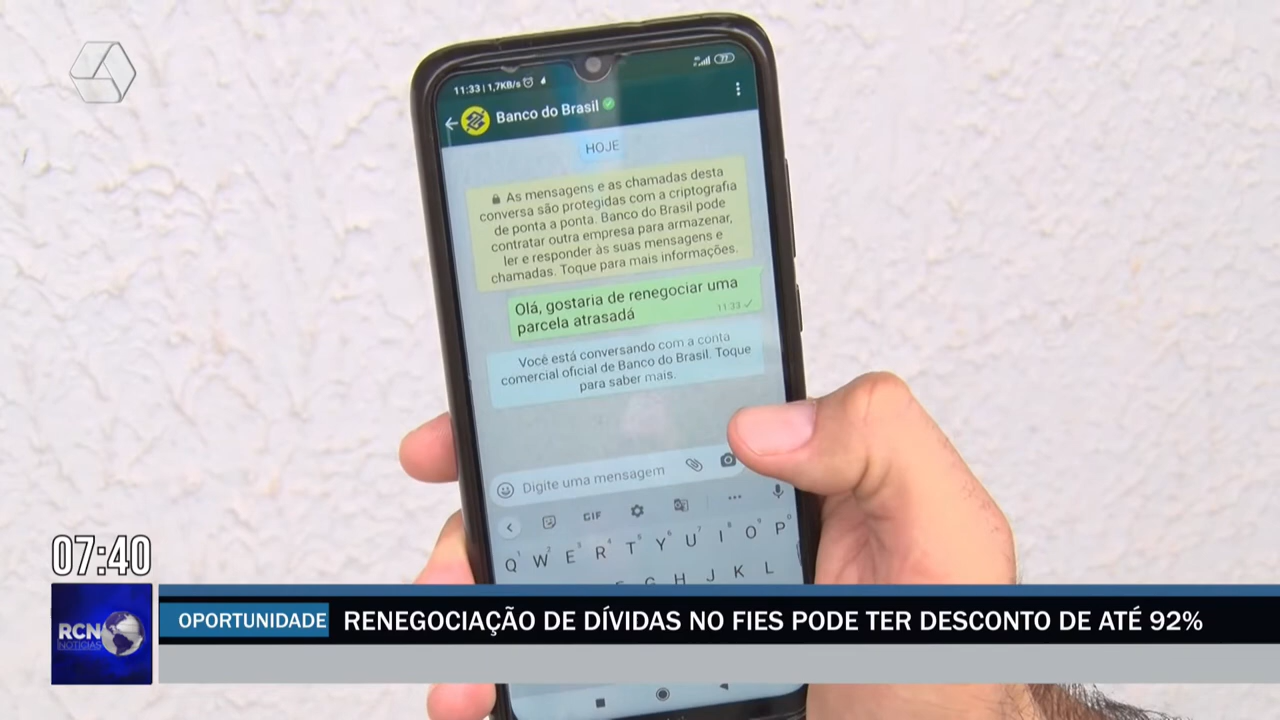 11:33 | 1,7KB/s
77
Banco do Brasil
HOJE
As mensagens e as chamadas desta
conversa são protegidas com a criptografia
de ponta a ponta. Banco do Brasil pode
contratar outra empresa para armazenar,
ler e responder às suas mensagens e
chamadas. Toque para mais informações.
Olá, gostaria de renegociar uma
parcela atrasadá
11:33
Você está conversando com a conta
comercial oficial de Banco do Brasil. Toque
para saber mais.
Digite uma mensagem
GIF
Q W E R T Y U I O P
G H J K L
07:40
RCN
NOTÍCIAS
OPORTUNIDADE
RENEGOCIAÇÃO DE DÍVIDAS NO FIES PODE TER DESCONTO DE ATÉ 92%